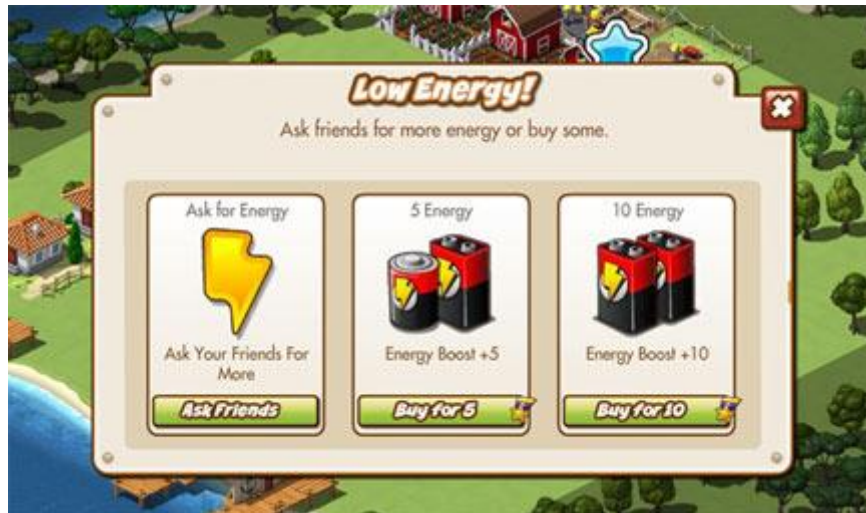 Low Energy!
Ask friends for more energy or buy some.
Ask for Energy
Ask Your Friends For
More
Ask Friends
5 Energy
Energy Boost +5
Buy for 5
10 Energy
Energy Boost +10
Buy for 10